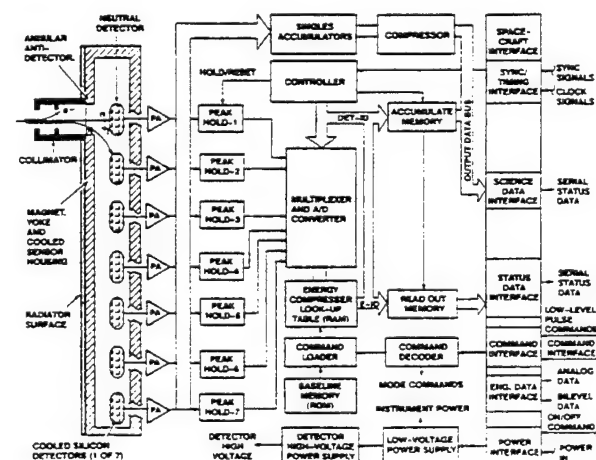 NEUTRAL
DETECTOR
ANNULAR
ANTI-
DETECTOR
COLLIMATOR
MAGNET,
YOKE
AND
COOLED
SENSOR
HOUSING
RADIATOR
SURFACE
COOLED SILICON
DETECTORS (1 OF 7)
PA
PA
PA
PA
PA
PA
PA
HOLD/RESET
PEAK
HOLD-1
PEAK
HOLD-2
PEAK
HOLD-3
PEAK
HOLD-4
PEAK
HOLD-5
PEAK
HOLD-6
PEAK
HOLD-7
SINGLES
ACCUMULATORS
COMPRESSOR
CONTROLLER
DET-ID
ACCUMULATE
MEMORY
OUTPUT DATA BUS
MULTIPLEXER
AND A/D
CONVERTER
ENERGY
COMPRESSER
LOOK-UP
TABLE (RAM)
E-ID
READ OUT
MEMORY
COMMAND
LOADER
COMMAND
DECODER
BASELINE
MEMORY
(ROM)
MODE COMMANDS
INSTRUMENT POWER
DETECTOR
HIGH
VOLTAGE
DETECTOR
HIGH-VOLTAGE
POWER SUPPLY
LOW-VOLTAGE
POWER SUPPLY
SPACE-
CRAFT
INTERFACE
SYNC/
TIMING
INTERFACE
SYNC
SIGNALS
CLOCK
SIGNALS
SCIENCE
DATA
INTERFACE
SERIAL
STATUS
DATA
STATUS
DATA
INTERFACE
SERIAL
STATUS
DATA
LOW-LEVEL
PULSE
COMMANDS
COMMAND
INTERFACE
COMMAND
INTERFACE
ENG. DATA
INTERFACE
ANALOG
DATA
BILEVEL
DATA
ON/OFF
COMMAND
POWER
INTERFACE
POWER
IN